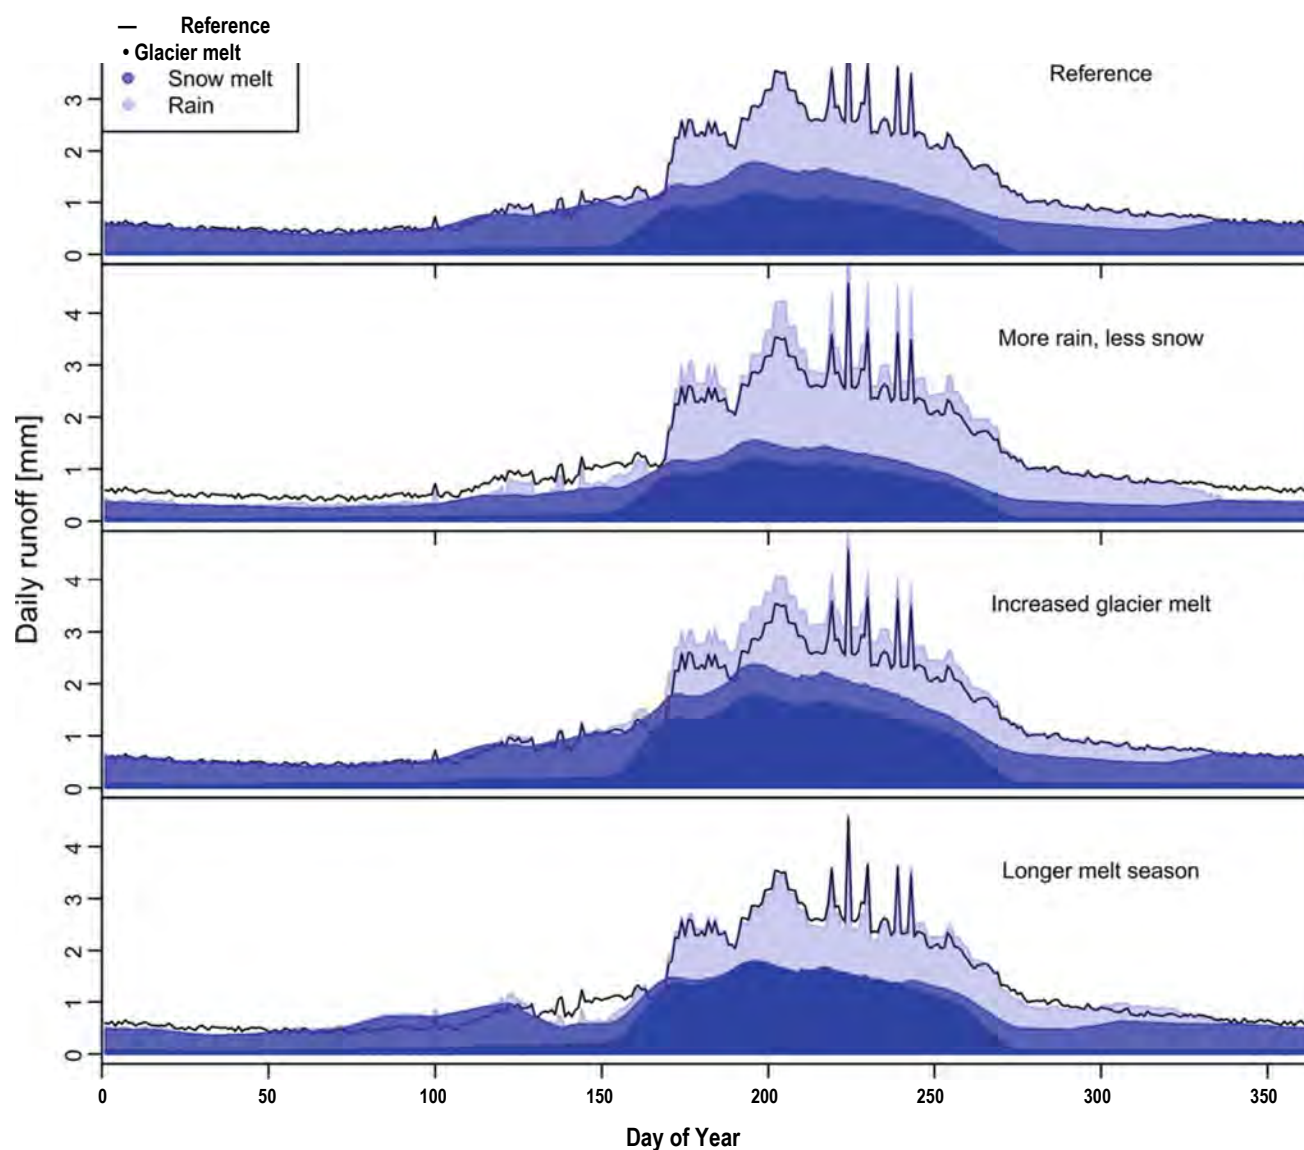 — Reference
• Glacier melt
Snow melt
Rain
Reference
3
2
1
0
More rain, less snow
4
3
2
1
0
Increased glacier melt
4
3
2
1
0
Longer melt season
4
3
2
1
0
Daily runoff [mm]
0 50 100 150 200 250 300 350
Day of Year